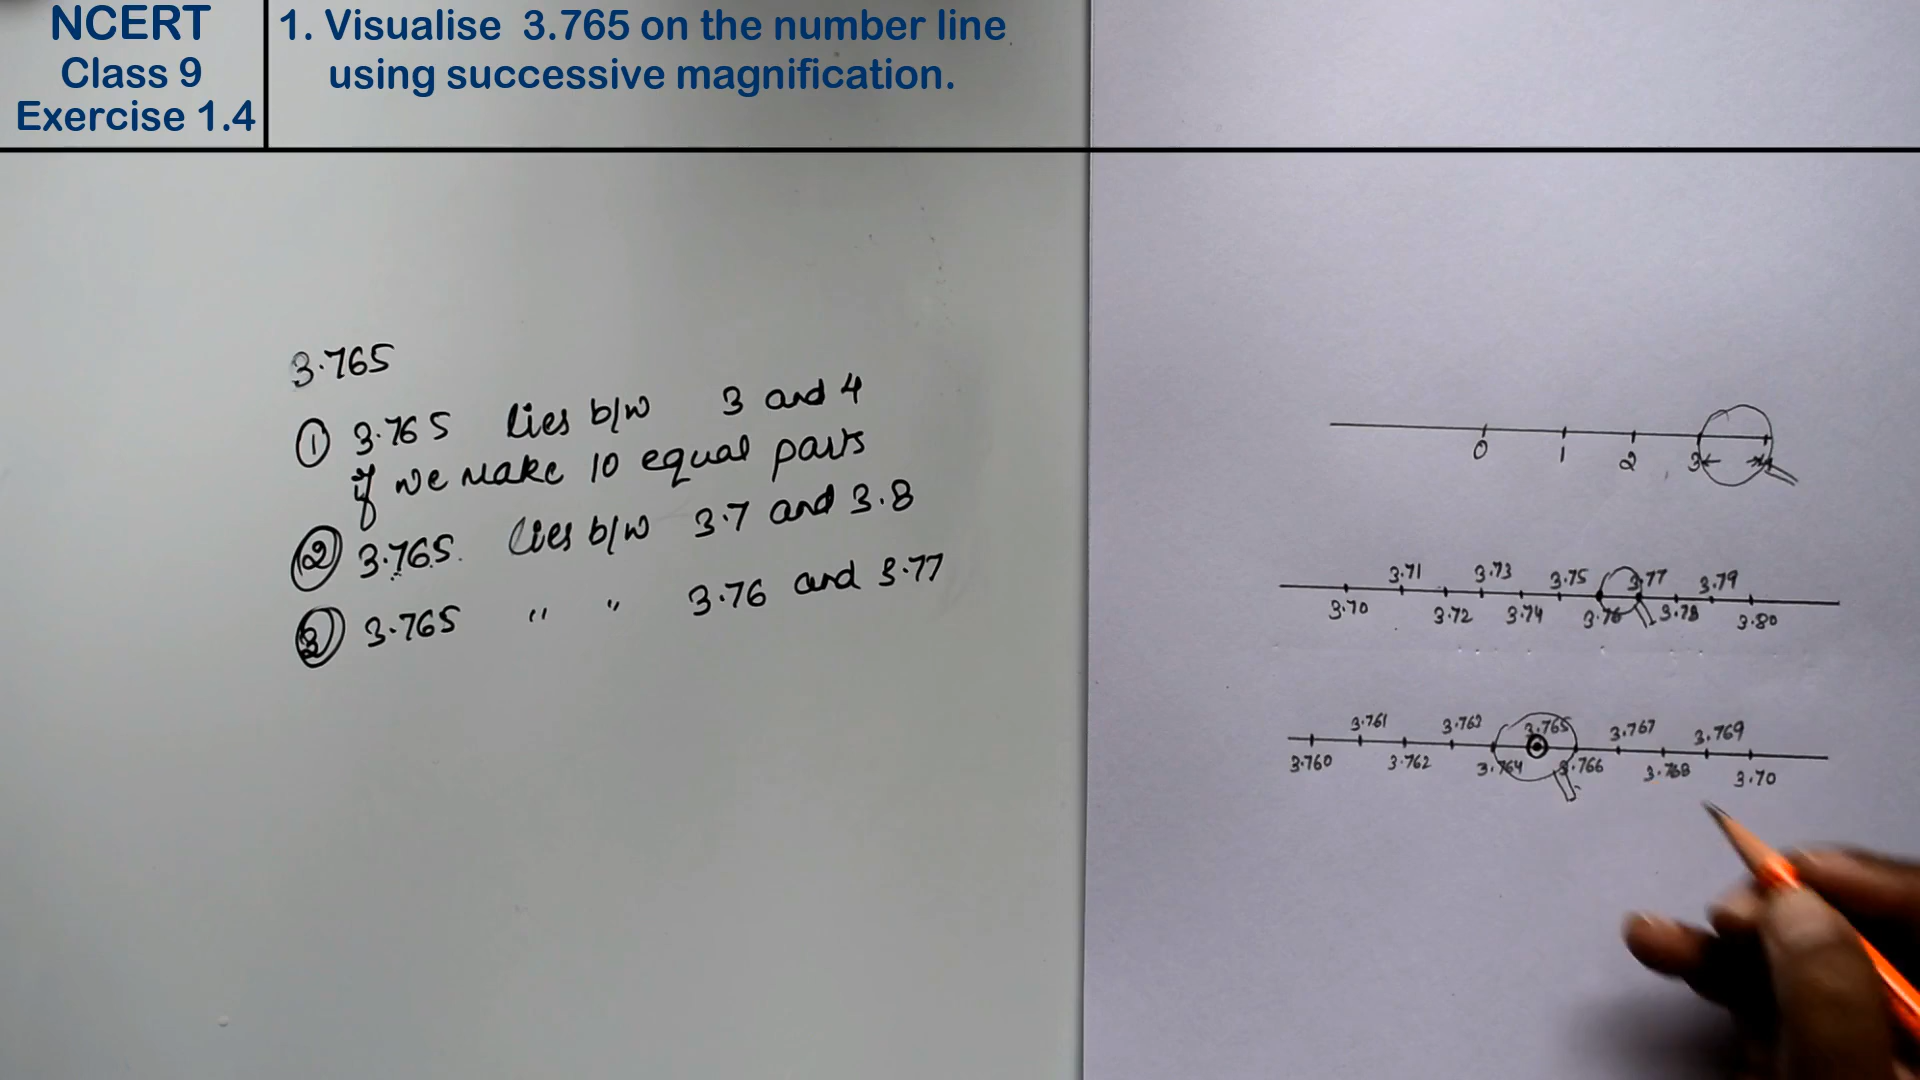 NCERT
Class 9
Exercise 1.4
1. Visualise 3.765 on the number line
using successive magnification.
3.765
① 3.765 lies b/w 3 and 4
if we make 10 equal parts
② 3.765. lies b/w 3.7 and 3.8
③ 3.765 " " 3.76 and 3.77
0 1 2 3
3.71 3.73 3.75 3.77 3.79
3.70 3.72 3.74 3.76 3.78 3.80
3.761 3.763 3.765 3.767 3.769
3.760 3.762 3.764 3.766 3.768 3.70